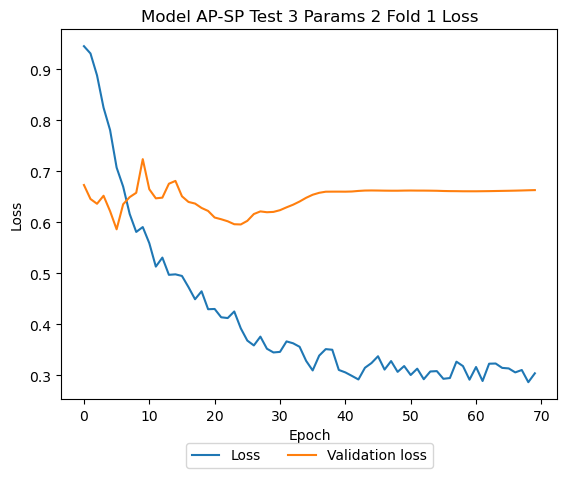 Model AP-SP Test 3 Params 2 Fold 1 Loss
0.9
0.8
0.7
0.6
0.5
0.4
0.3
Loss
0 10 20 30 40 50 60 70
Epoch
Loss Validation loss